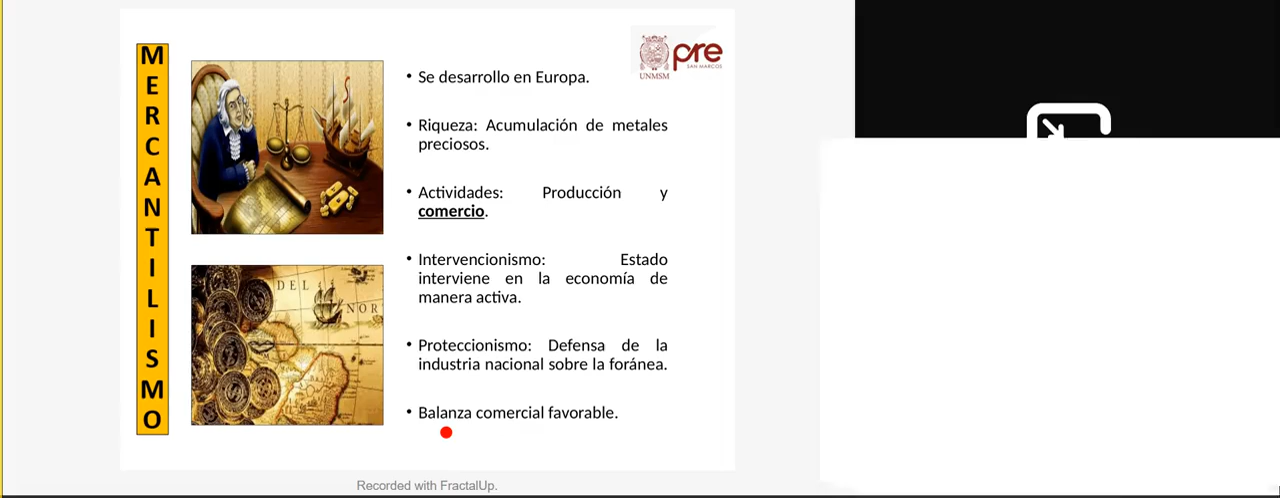 MERCANTILISMO
UNMSM
pre
SAN MARCOS
• Se desarrollo en Europa.
• Riqueza: Acumulación de metales
preciosos.
• Actividades: Producción y
comercio.
• Intervencionismo: Estado
interviene en la economía de
manera activa.
• Proteccionismo: Defensa de la
industria nacional sobre la foránea.
• Balanza comercial favorable.
DEL
NOR
Recorded with FractalUp.